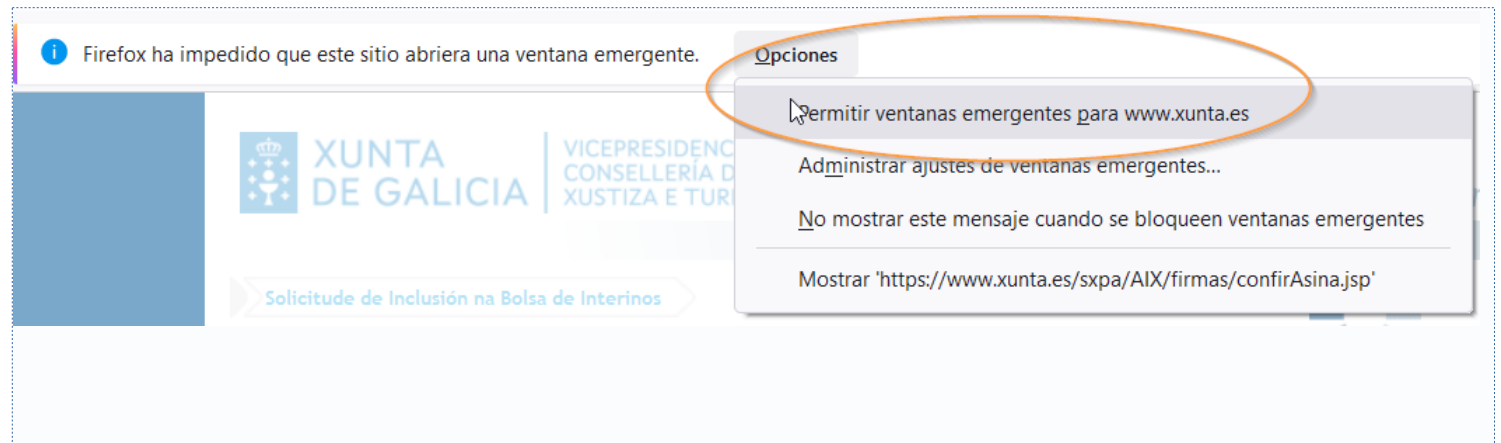 Firefox ha impedido que este sitio abriera una ventana emergente.
Opciones
Permitir ventanas emergentes para www.xunta.es
Administrar ajustes de ventanas emergentes...
No mostrar este mensaje cuando se bloqueen ventanas emergentes
Mostrar 'https://www.xunta.es/sxpa/AIX/firmas/confirAsina.jsp'
XUNTA
DE GALICIA
VICEPRESIDENC
CONSELLERÍA D
XUSTIZA E TUR
Solicitude de Inclusión na Bolsa de Interinos